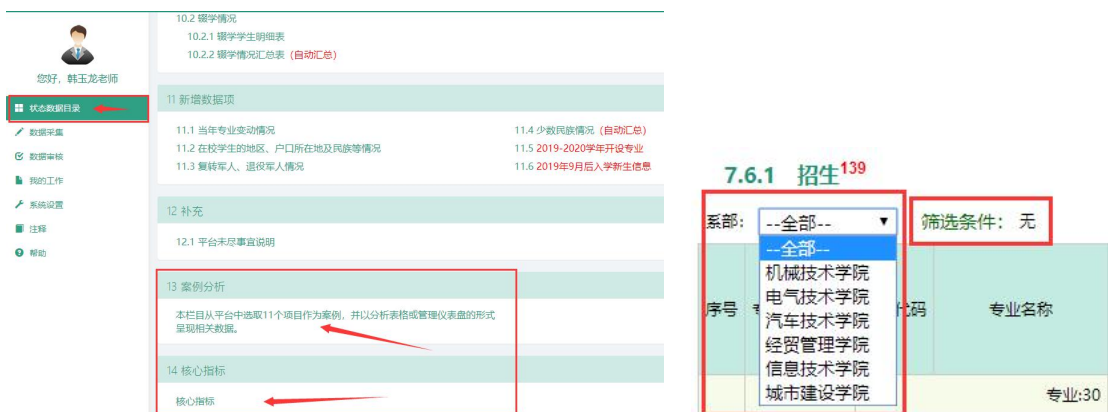 10.2 辍学情况
10.2.1 辍学学生明细表
10.2.2 辍学情况汇总表（自动汇总）
您好，韩玉龙老师
状态数据目录
数据采集
数据审核
我的工作
系统设置
注释
帮助
11 新增数据项
11.1 当年专业变动情况
11.4 少数民族情况（自动汇总）
11.2 在校学生的地区、户口所在地及民族等情况
11.5 2019-2020学年开设专业
11.3 复转军人、退役军人情况
11.6 2019年9月后入学新生信息
12 补充
12.1 平台未尽事宜说明
13 案例分析
本栏目从平台中选取11个项目作为案例，并以分析表格或管理仪表盘的形式
呈现相关数据。
14 核心指标
核心指标
7.6.1 招生139
系部： --全部-- 筛选条件：无
--全部--
机械技术学院
电气技术学院
汽车技术学院
经贸管理学院
信息技术学院
城市建设学院
序号
代码
专业名称
专业:30